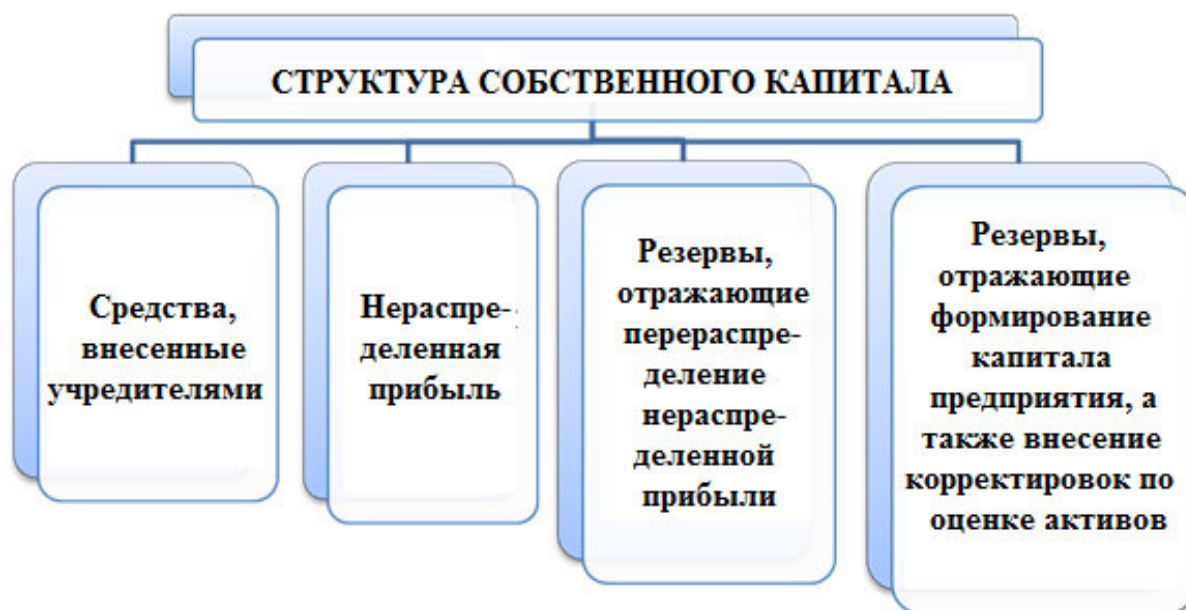 СТРУКТУРА СОБСТВЕННОГО КАПИТАЛА
Средства,
внесенные
учредителями
Нераспре-
деленная
прибыль
Резервы,
отражающие
перераспре-
деление
нераспре-
деленной
прибыли
Резервы,
отражающие
формирование
капитала
предприятия, а
также внесение
корректировок по
оценке активов